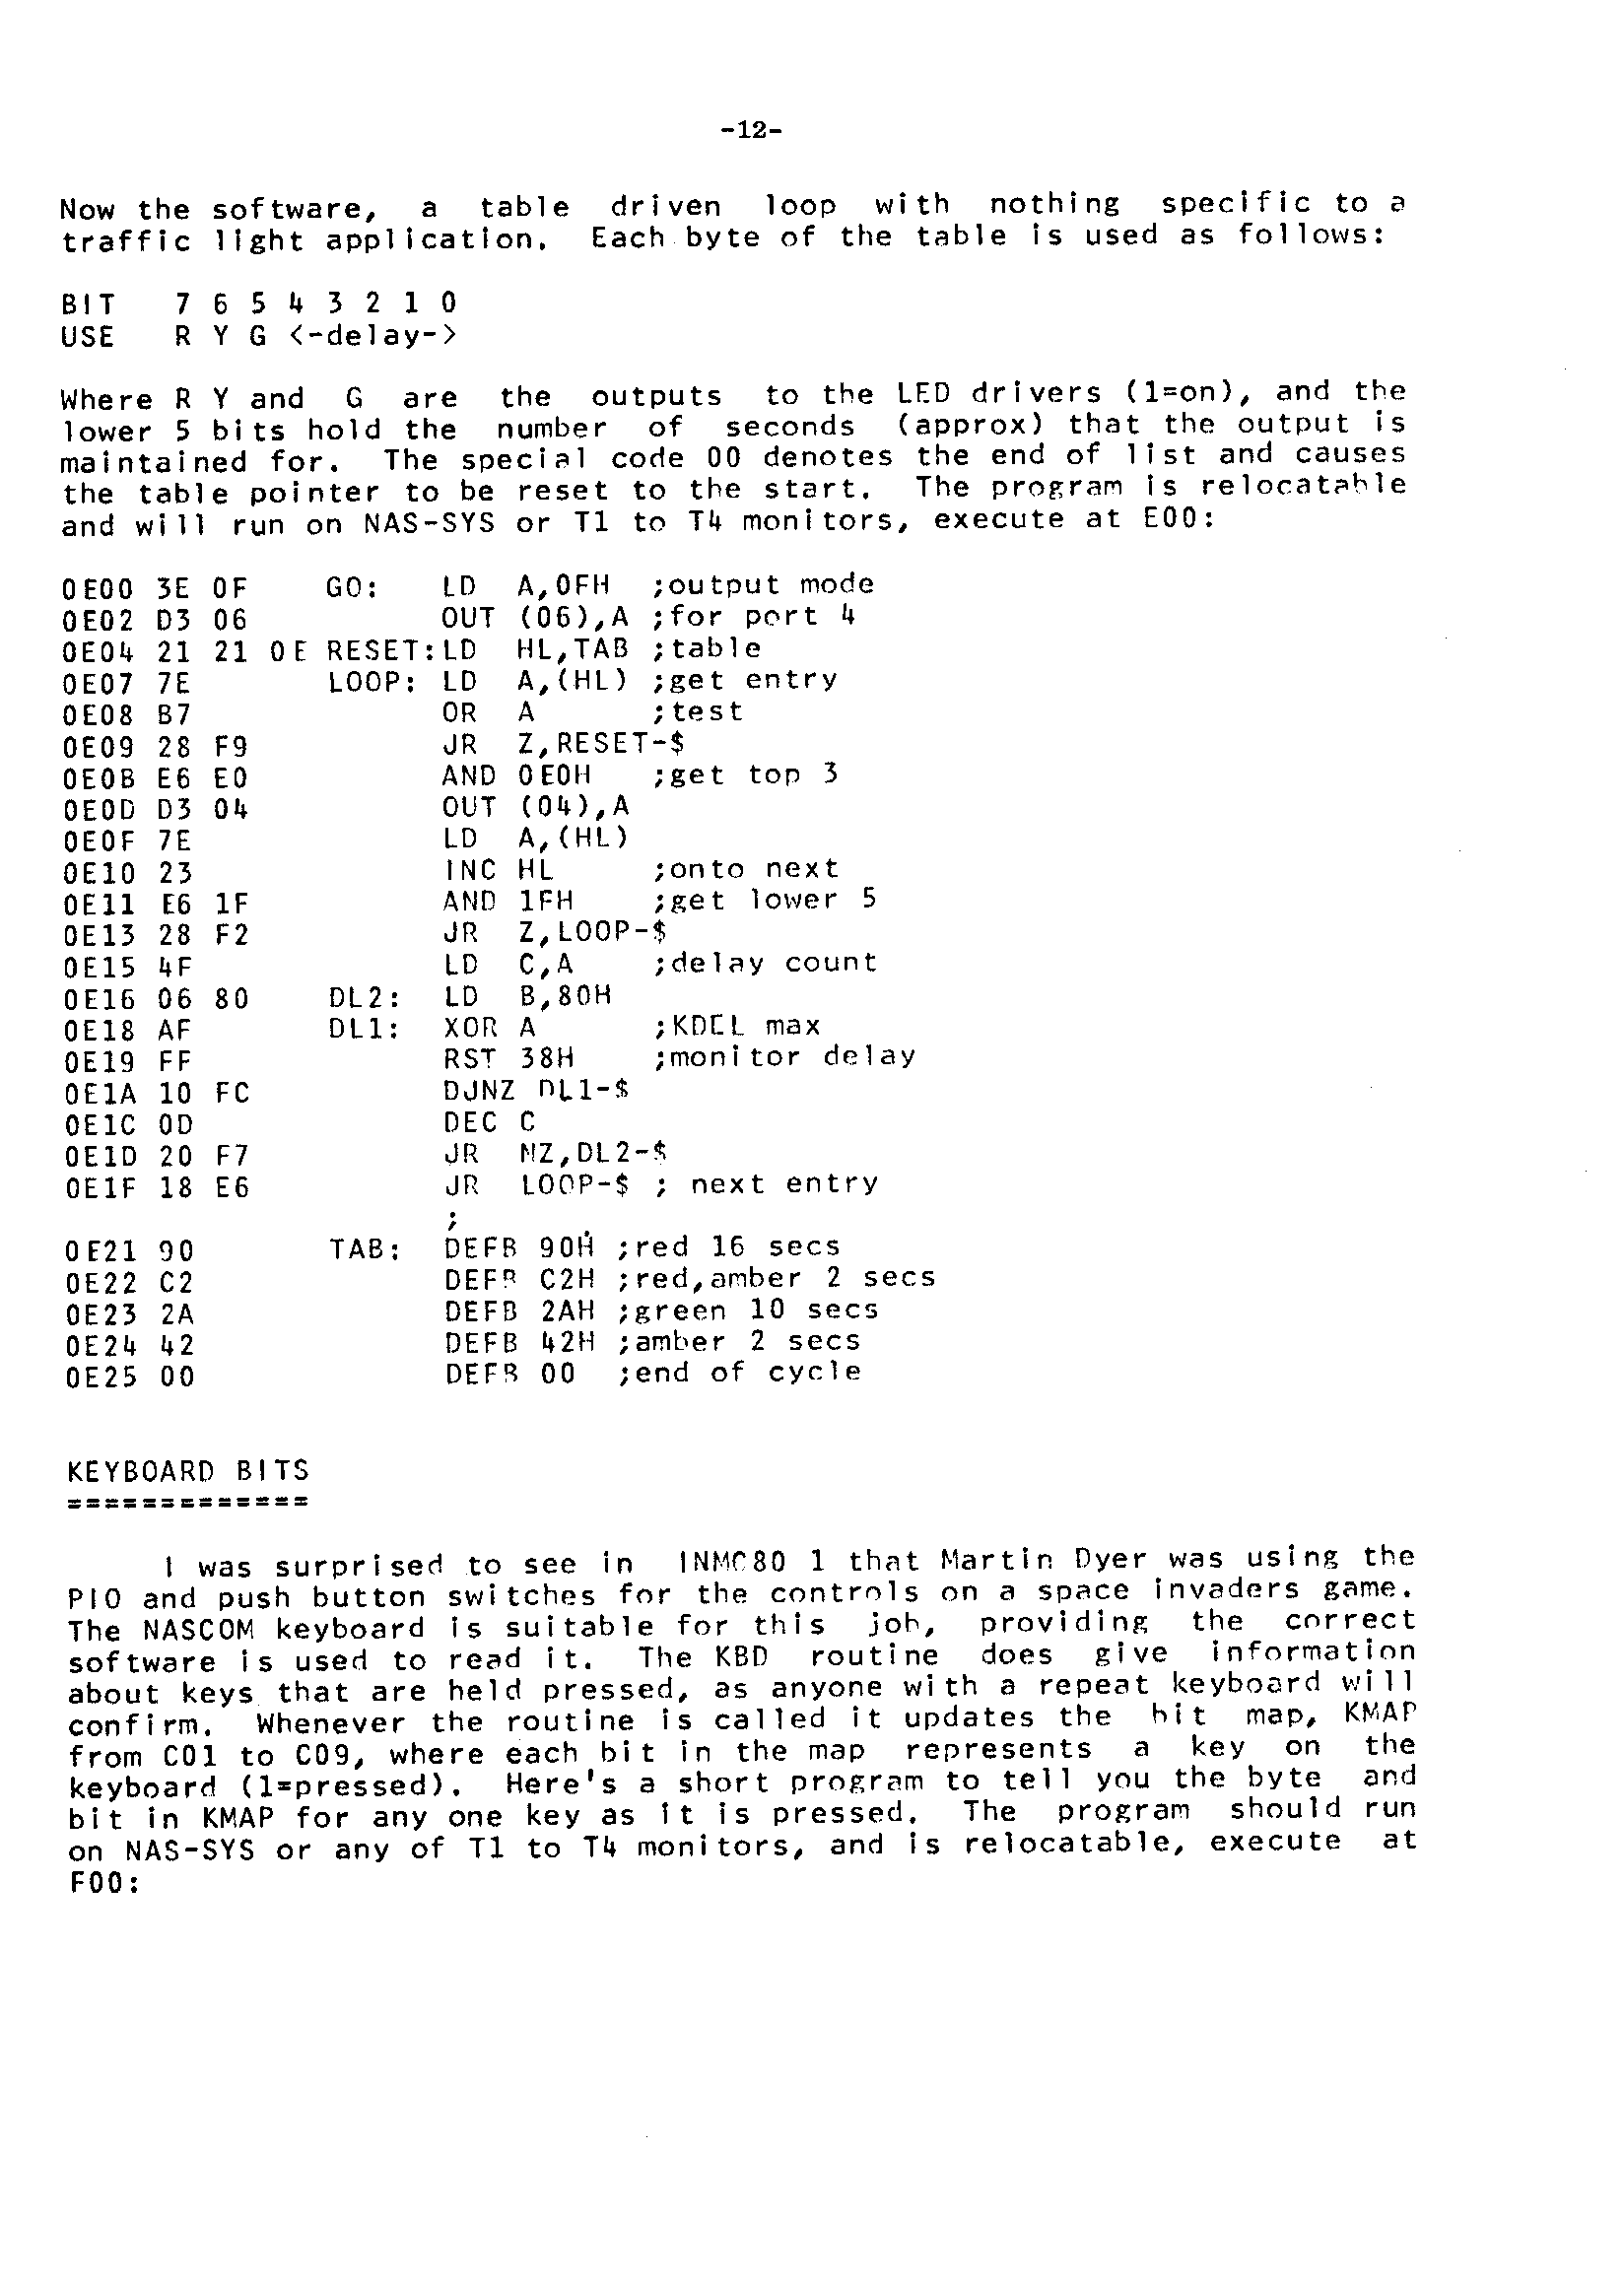 -12-
Now the software, a table driven loop with nothing specific to a
traffic light application. Each byte of the table is used as follows:
BIT 7 6 5 4 3 2 1 0
USE R Y G <-delay->
Where R Y and G are the outputs to the LED drivers (1=on), and the
lower 5 bits hold the number of seconds (approx) that the output is
maintained for. The special code 00 denotes the end of list and causes
the table pointer to be reset to the start. The program is relocatable
and will run on NAS-SYS or T1 to T4 monitors, execute at E00:
0E00 3E 0F GO: LD A,0FH ;output mode
0E02 D3 06 OUT (06),A ;for port 4
0E04 21 21 0E RESET:LD HL,TAB ;table
0E07 7E LOOP: LD A,(HL) ;get entry
0E08 B7 OR A ;test
0E09 28 F9 JR Z,RESET-$
0E0B E6 E0 AND 0E0H ;get top 3
0E0D D3 04 OUT (04),A
0E0F 7E LD A,(HL)
0E10 23 INC HL ;onto next
0E11 E6 1F AND 1FH ;get lower 5
0E13 28 F2 JR Z,LOOP-$
0E15 4F LD C,A ;delay count
0E16 06 80 DL2: LD B,80H
0E18 AF DL1: XOR A ;KDEL max
0E19 FF RST 38H ;monitor delay
0E1A 10 FC DJNZ DL1-$
0E1C 0D DEC C
0E1D 20 F7 JR NZ,DL2-$
0E1F 18 E6 JR LOOP-$ ; next entry
;
0E21 90 TAB: DEFB 90H ;red 16 secs
0E22 C2 DEFB C2H ;red,amber 2 secs
0E23 2A DEFB 2AH ;green 10 secs
0E24 42 DEFB 42H ;amber 2 secs
0E25 00 DEFB 00 ;end of cycle
KEYBOARD BITS
=============
I was surprised to see in INMC80 1 that Martin Dyer was using the
PIO and push button switches for the controls on a space invaders game.
The NASCOM keyboard is suitable for this job, providing the correct
software is used to read it. The KBD routine does give information
about keys that are held pressed, as anyone with a repeat keyboard will
confirm. Whenever the routine is called it updates the bit map, KMAP
from C01 to C09, where each bit in the map represents a key on the
keyboard (1=pressed). Here's a short program to tell you the byte and
bit in KMAP for any one key as it is pressed. The program should run
on NAS-SYS or any of T1 to T4 monitors, and is relocatable, execute at
F00: